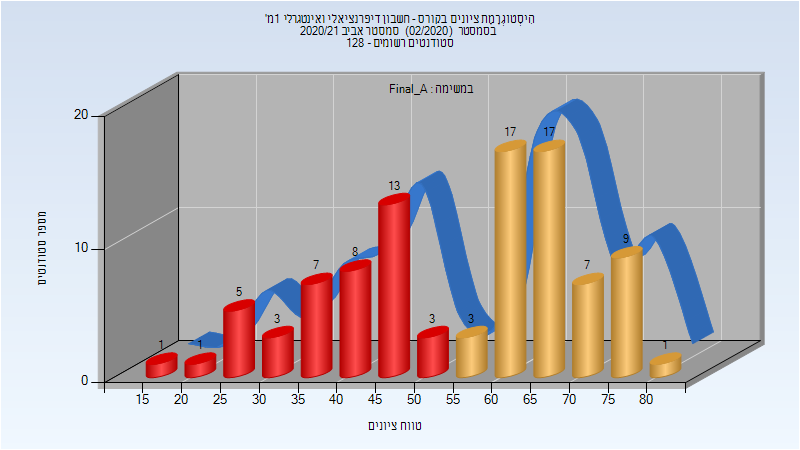 היסטוגרמת ציונים בקורס - חשבון דיפרנציאלי ואינטגרלי 1מ'
בסמסטר (02/2020) סמסטר אביב 2020/21
סטודנטים רשומים - 128
במשימה : Final_A
מספר סטודנטים
20
10
0
1
1
5
3
7
8
13
3
3
17
17
7
9
1
15 20 25 30 35 40 45 50 55 60 65 70 75 80
טווח ציונים